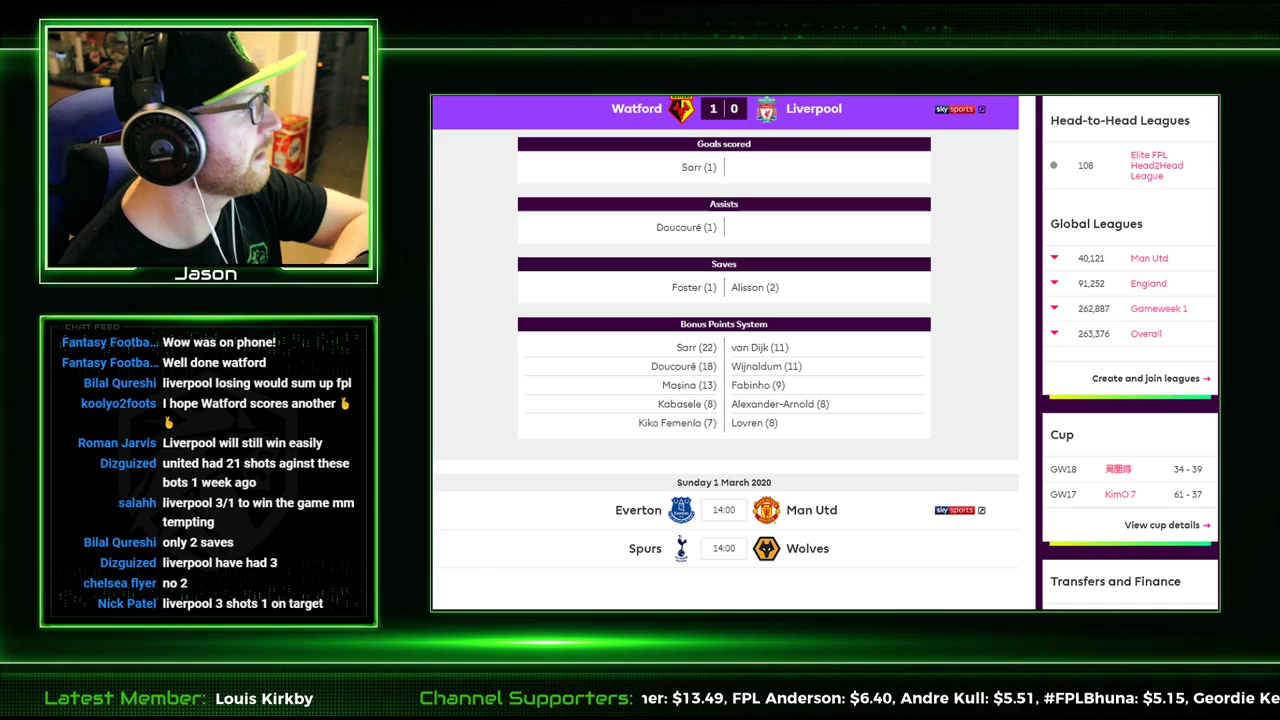 Jason
CHAT FEED
Fantasy Footba... Wow was on phone!
Fantasy Footba... Well done watford
Bilal Qureshi liverpool losing would sum up fpl
koolyo2foots I hope Watford scores another
Roman Jarvis Liverpool will still win easily
Dizguized united had 21 shots aginst these
bots 1 week ago
salahh liverpool 3/1 to win the game mm
tempting
Bilal Qureshi only 2 saves
Dizguized liverpool have had 3
chelsea flyer no 2
Nick Patel liverpool 3 shots 1 on target
Watford 1 | 0 Liverpool sky sports
Goals scored
Sarr (1)
Assists
Doucouré (1)
Saves
Foster (1) Alisson (2)
Bonus Points System
Sarr (22) van Dijk (11)
Doucouré (18) Wijnaldum (11)
Masina (13) Fabinho (9)
Kabasele (8) Alexander-Arnold (8)
Kiko Femenía (7) Lovren (8)
Sunday 1 March 2020
Everton 14:00 Man Utd sky sports
Spurs 14:00 Wolves
Head-to-Head Leagues
108 Elite FPL
Head2Head
League
Global Leagues
40,121 Man Utd
91,252 England
262,887 Gameweek 1
263,376 Overall
Create and join leagues →
Cup
GW18 周團隊 34 - 39
GW17 KimO 7 61 - 37
View cup details →
Transfers and Finance
Latest Member: Louis Kirkby
Channel Supporters: ner: $13.49, FPL Anderson: $6.40, Andre Kull: $5.51, #FPLBhuna: $5.15, Geordie Ke